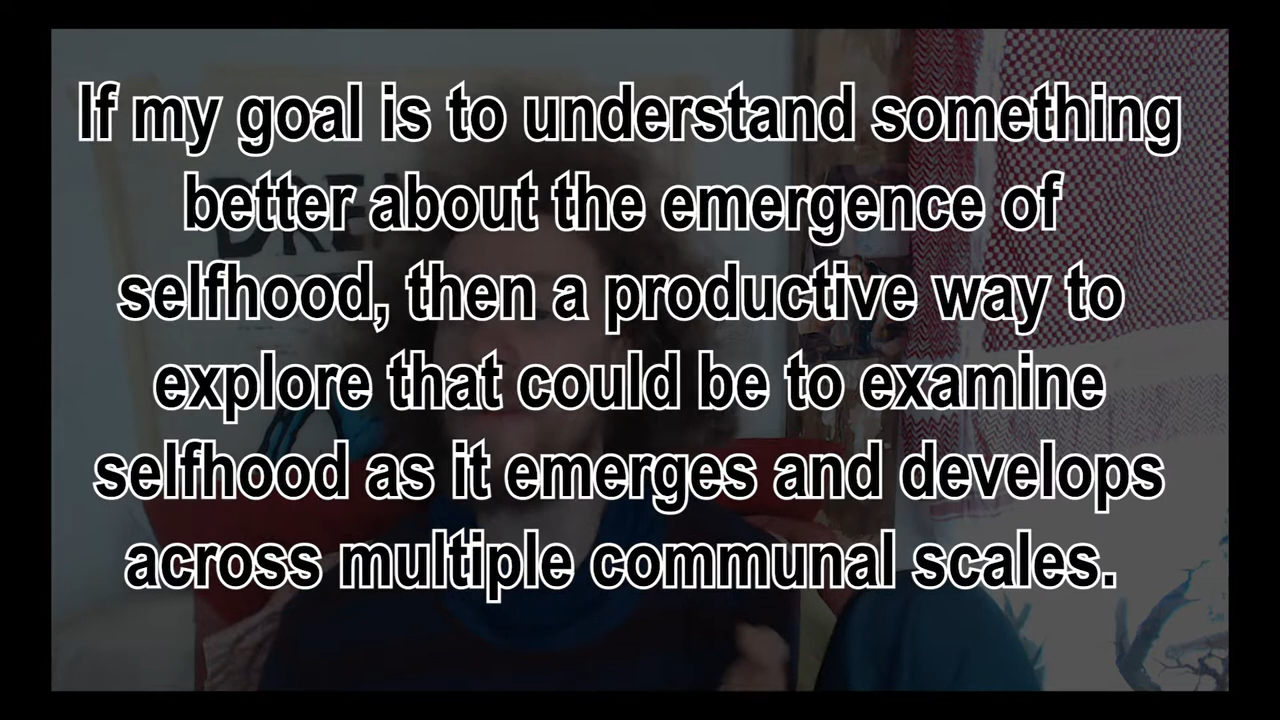 If my goal is to understand something
better about the emergence of
selfhood, then a productive way to
explore that could be to examine
selfhood as it emerges and develops
across multiple communal scales.